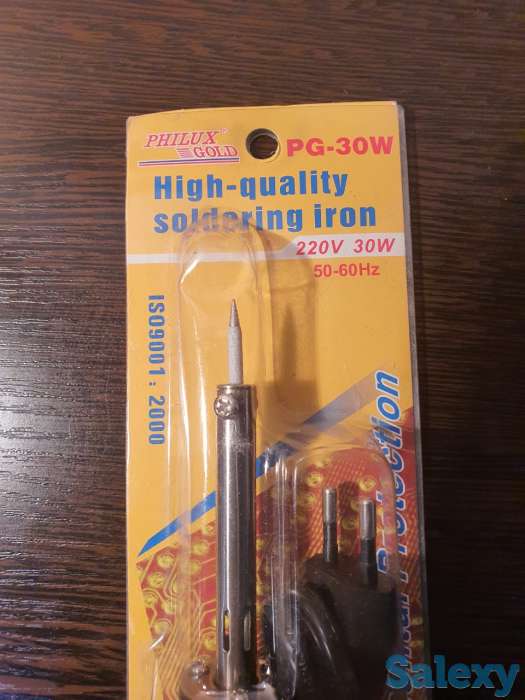 PHILUX
GOLD
PG-30W
High-quality
soldering iron
220V 30W
50-60Hz
ISO9001: 2000
Protection
Salexy